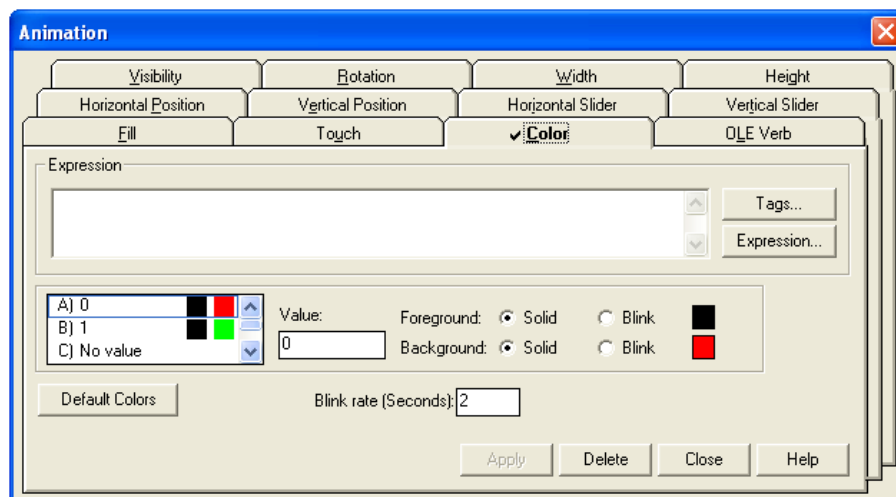 Animation
Visibility Rotation Width Height
Horizontal Position Vertical Position Horizontal Slider Vertical Slider
Fill Touch Color OLE Verb
Expression
Tags...
Expression...
A) 0
B) 1
C) No value
Value:
0
Foreground: Solid Blink
Background: Solid Blink
Default Colors
Blink rate (Seconds): 2
Apply Delete Close Help